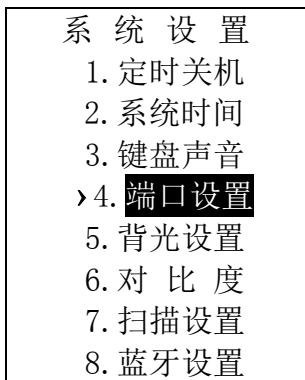 系 统 设 置
1.定时关机
2.系统时间
3.键盘声音
›4.端口设置
5.背光设置
6.对 比 度
7.扫描设置
8.蓝牙设置